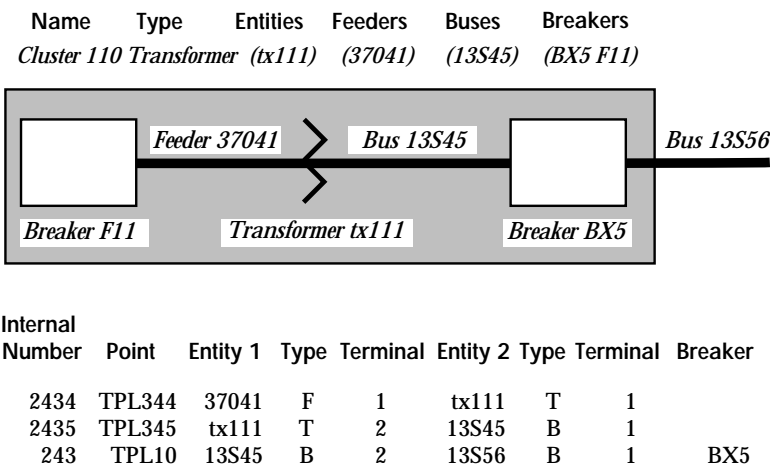 Name Type Entities Feeders Buses Breakers
Cluster 110 Transformer (tx111) (37041) (13S45) (BX5 F11)
Feeder 37041 Bus 13S45 Bus 13S56
Breaker F11 Transformer tx111 Breaker BX5
Internal
Number Point Entity 1 Type Terminal Entity 2 Type Terminal Breaker
2434 TPL344 37041 F 1 tx111 T 1
2435 TPL345 tx111 T 2 13S45 B 1
243 TPL10 13S45 B 2 13S56 B 1 BX5